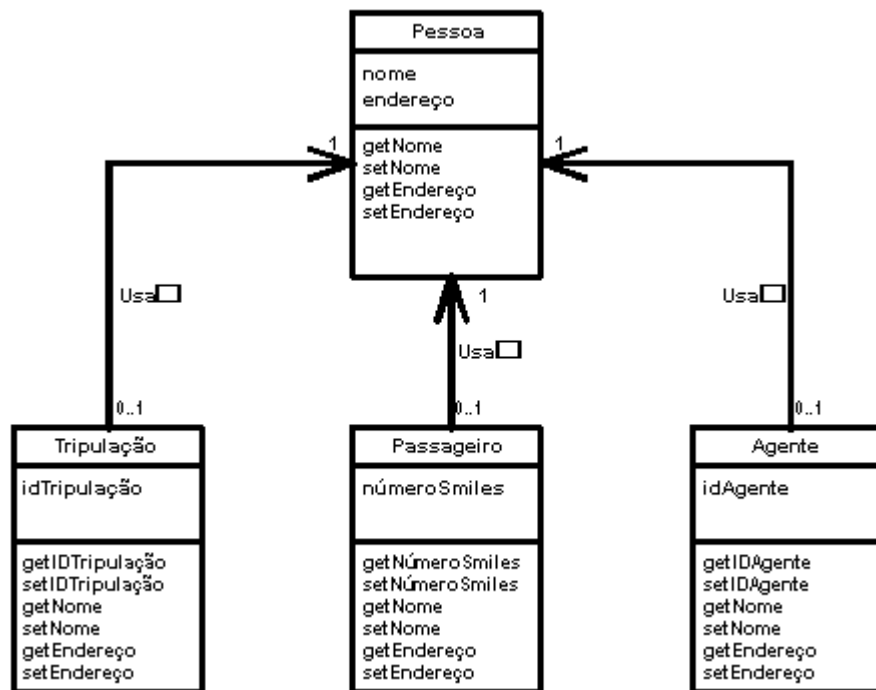 Pessoa
nome
endereço
getNome
setNome
getEndereço
setEndereço
1
1
1
Usa
Usa
Usa
0..1
0..1
0..1
Tripulação
idTripulação
getIDTripulação
setIDTripulação
getNome
setNome
getEndereço
setEndereço
Passageiro
númeroSmiles
getNúmeroSmiles
setNúmeroSmiles
getNome
setNome
getEndereço
setEndereço
Agente
idAgente
getIDAgente
setIDAgente
getNome
setNome
getEndereço
setEndereço